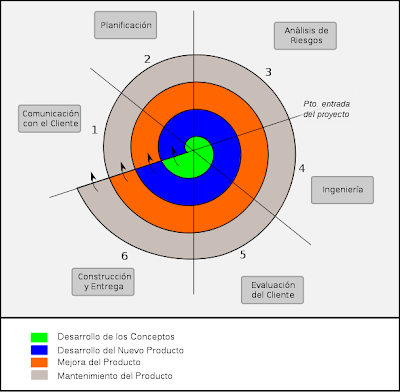 Planificación
Análisis de
Riesgos
2
3
Pto. entrada
del proyecto
Comunicación
con el Cliente
1
4
Ingeniería
6
5
Construcción
y Entrega
Evaluación
del Cliente
Desarrollo de los Conceptos
Desarrollo del Nuevo Producto
Mejora del Producto
Mantenimiento del Producto